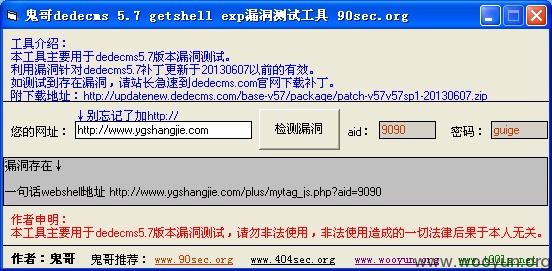 鬼哥dedecms 5.7 getshell exp漏洞测试工具 90sec.org
工具介绍：
本工具主要用于dedecms5.7版本漏洞测试。
利用漏洞针对dedecms5.7补丁更新于20130607以前的有效。
如测试到存在漏洞，请站长急速到dedecms.com官网下载补丁。
附下载地址：http://updatenew.dedecms.com/base-v57/package/patch-v57v57sp1-20130607.zip
↓别忘记了加http://
您的网址： http://www.ygshangjie.com 检测漏洞 aid： 9090 密码： guige
漏洞存在↓
一句话webshell地址 http://www.ygshangjie.com/plus/mytag_js.php?aid=9090
作者申明：
本工具主要用于dedecms5.7版本漏洞测试，请勿非法使用，非法使用造成的一切法律后果于本人无关。
作者：鬼哥 鬼哥推荐： www.90sec.org www.404sec.org www.wooyun.org www.t00ls.net
www.wooyun.org